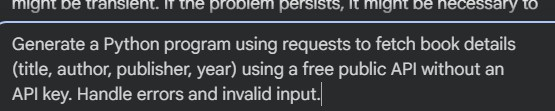 might be transient. If the problem persists, it might be necessary to
Generate a Python program using requests to fetch book details
(title, author, publisher, year) using a free public API without an
API key. Handle errors and invalid input.